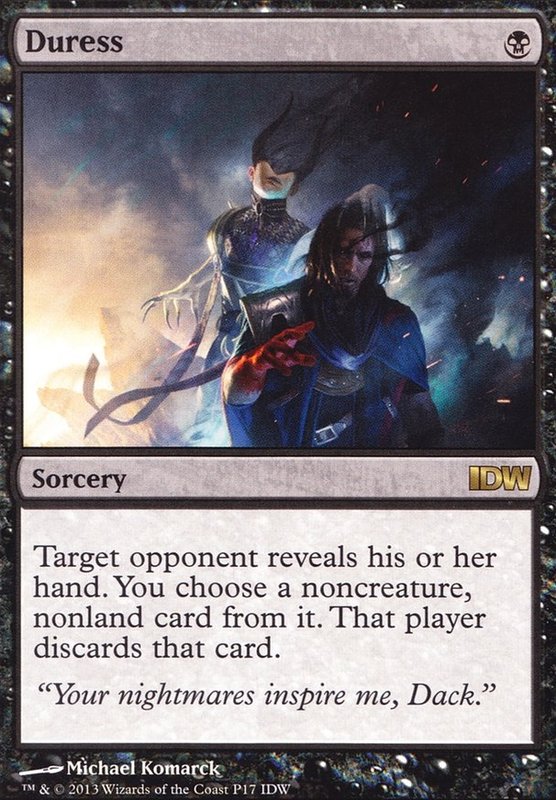 Duress
Sorcery
IDW
Target opponent reveals his or her
hand. You choose a noncreature,
nonland card from it. That player
discards that card.
“Your nightmares inspire me, Dack.”
Michael Komarck
™ & © 2013 Wizards of the Coast P17 IDW